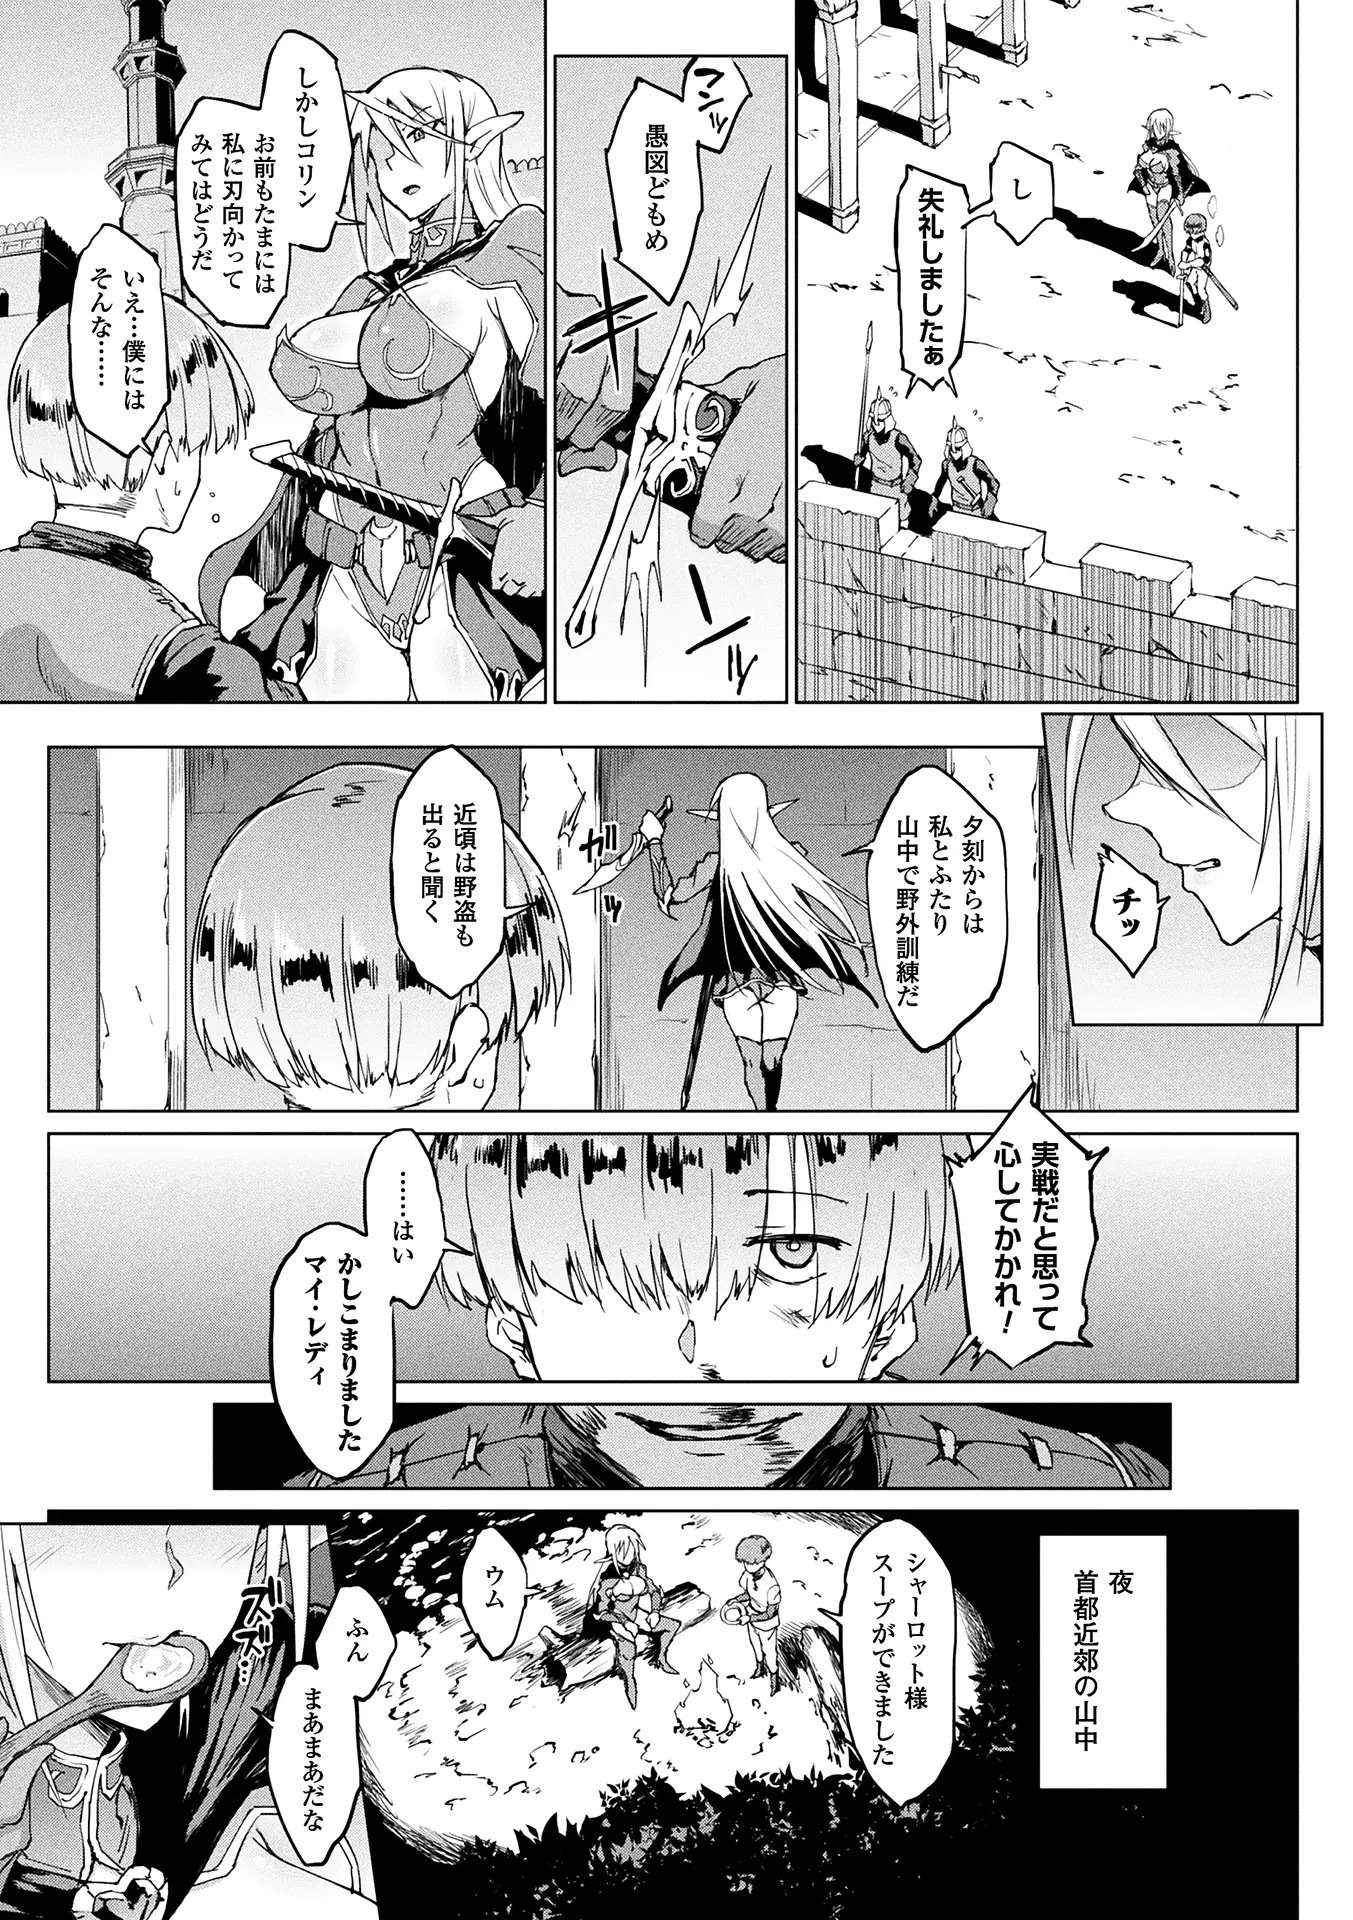 し
失礼しましたぁ
フンッ
愚図どもめ
しかしコリン
お前もたまには
私に刃向かって
みてはどうだ
いえ…僕には
そんな……
チッ
夕刻からは
私とふたり
山中で野外訓練だ
ガッ
近頃は野盗も
出ると聞く
実戦だと思って
心してかかれ!
……はい
かしこまりました
マイ・レディ
夜
首都近郊の山中
シャーロット様
スープができました
ウム
ズズ…
ふん
まあまあだな